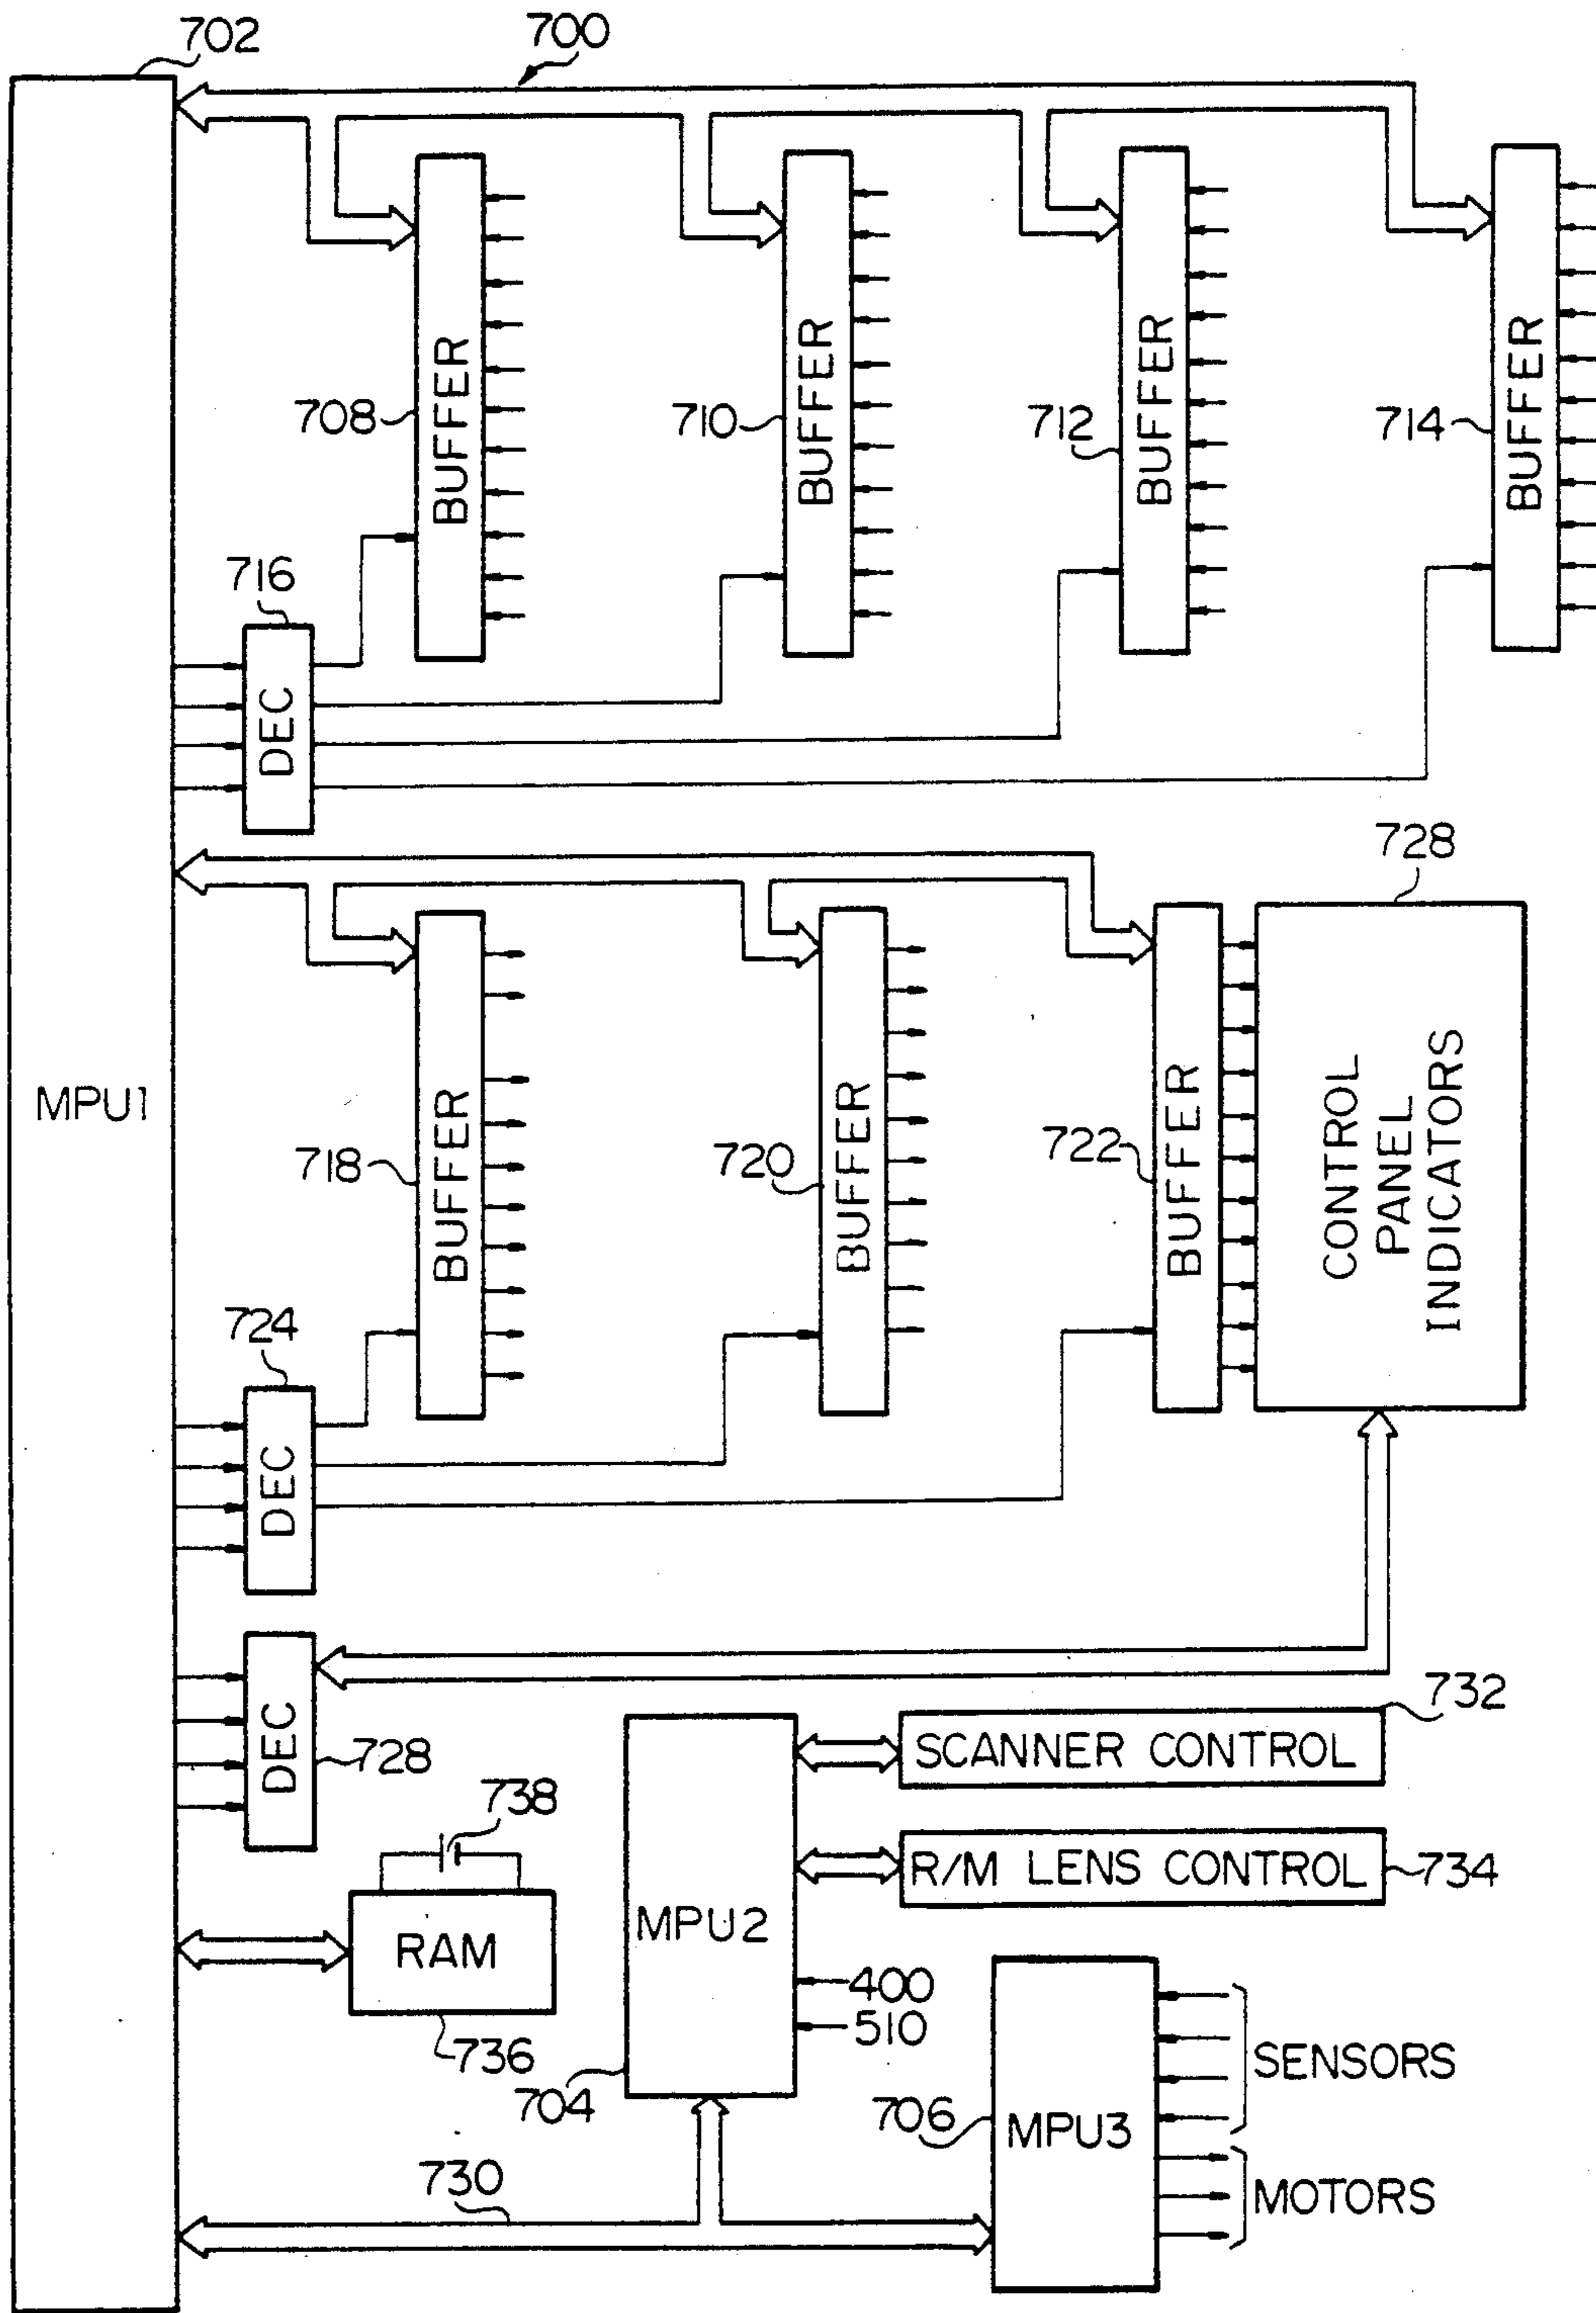 702
700
708
BUFFER
710
BUFFER
712
BUFFER
714
BUFFER
716
DEC
MPU1
728
718
BUFFER
720
BUFFER
722
BUFFER
CONTROL
PANEL
INDICATORS
724
DEC
DEC
728
732
SCANNER CONTROL
738
R/M LENS CONTROL
734
MPU2
RAM
736
400
510
704
706
MPU3
SENSORS
MOTORS
730